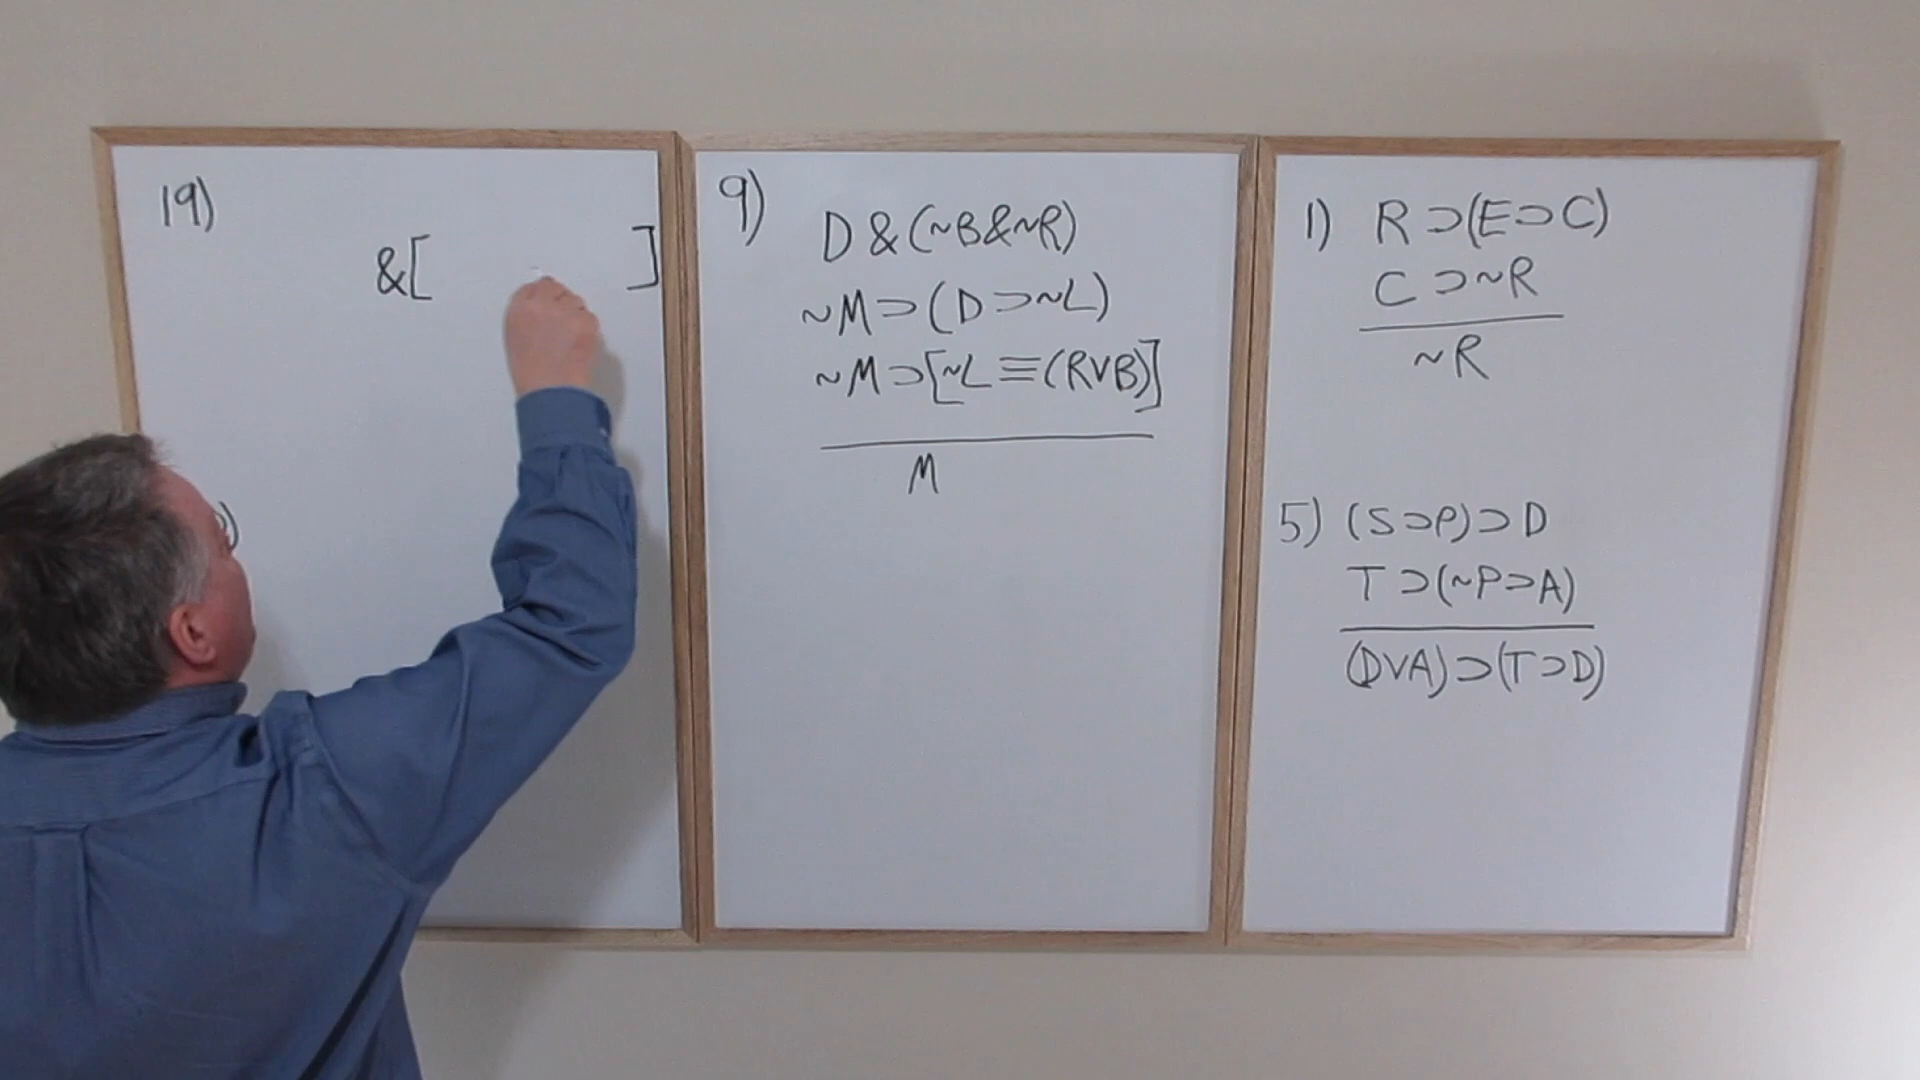 19)
&[ ]
9)
D & (~B&~R)
~M⊃(D⊃~L)
~M⊃[~L≡(RVB)]
M
1) R⊃(E⊃C)
C⊃~R
~R
5) (S⊃P)⊃D
T⊃(~P⊃A)
(DVA)⊃(T⊃D)